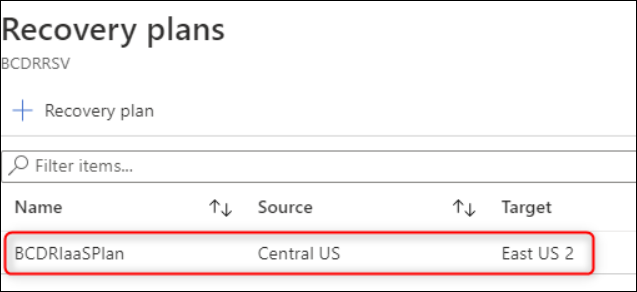 Recovery plans
BCDRRSV
+ Recovery plan
Filter items...
Name ↑↓ Source ↑↓ Target
BCDRIaaSPlan Central US East US 2